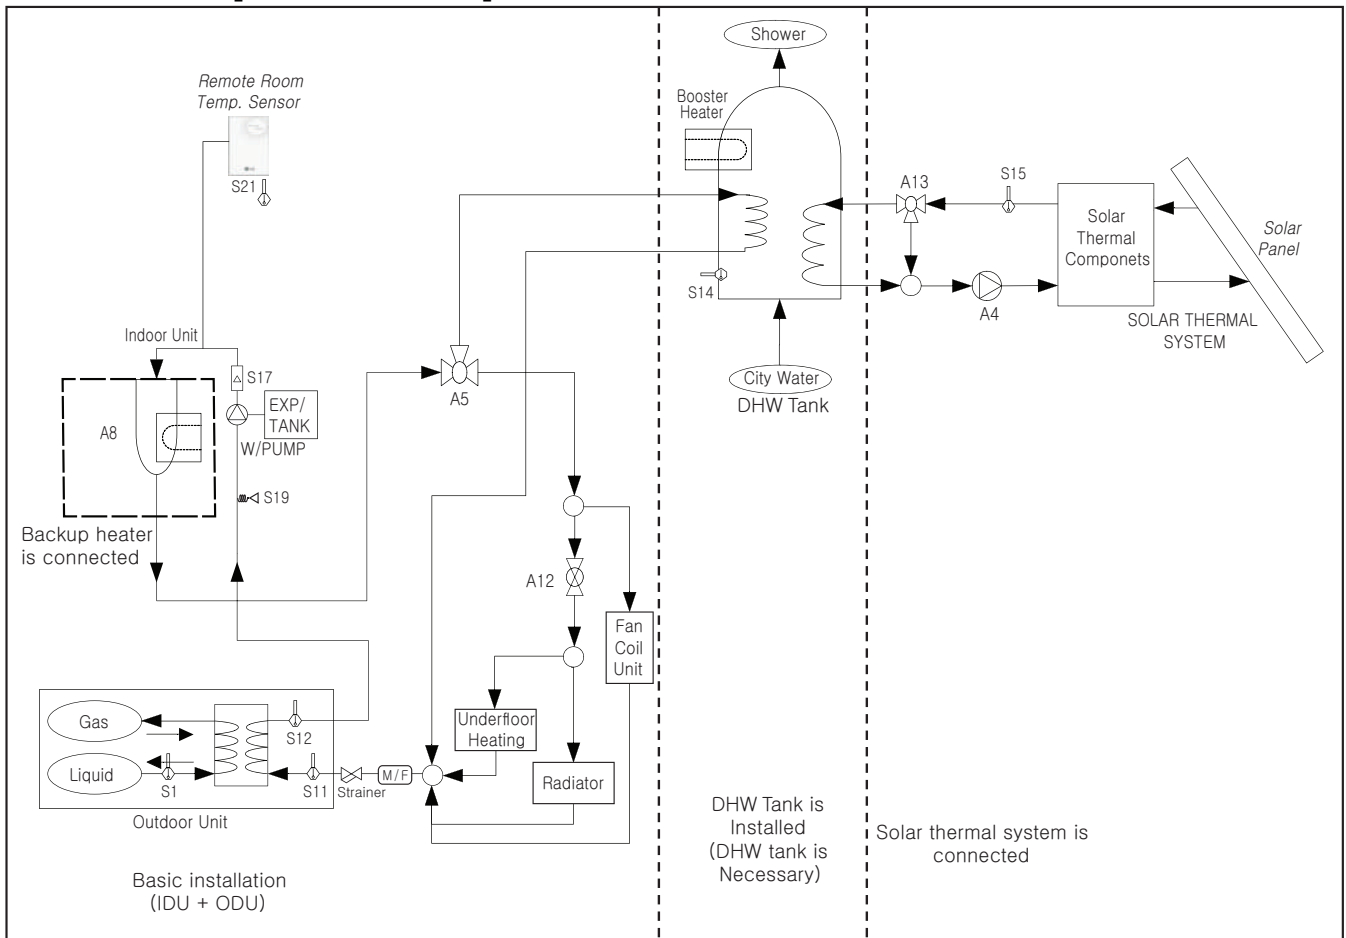 Shower
Remote Room
Temp. Sensor
S21
Booster
Heater
A13
S15
Solar
Thermal
Componets
Solar
Panel
S14
A4
SOLAR THERMAL
SYSTEM
Indoor Unit
S17
A5
City Water
DHW Tank
A8
EXP/
TANK
W/PUMP
S19
Backup heater
is connected
A12
Fan
Coil
Unit
Gas
S12
Underfloor
Heating
Liquid
S1
S11
Strainer
M/F
Radiator
Outdoor Unit
DHW Tank is
Installed
(DHW tank is
Necessary)
Solar thermal system is
connected
Basic installation
(IDU + ODU)